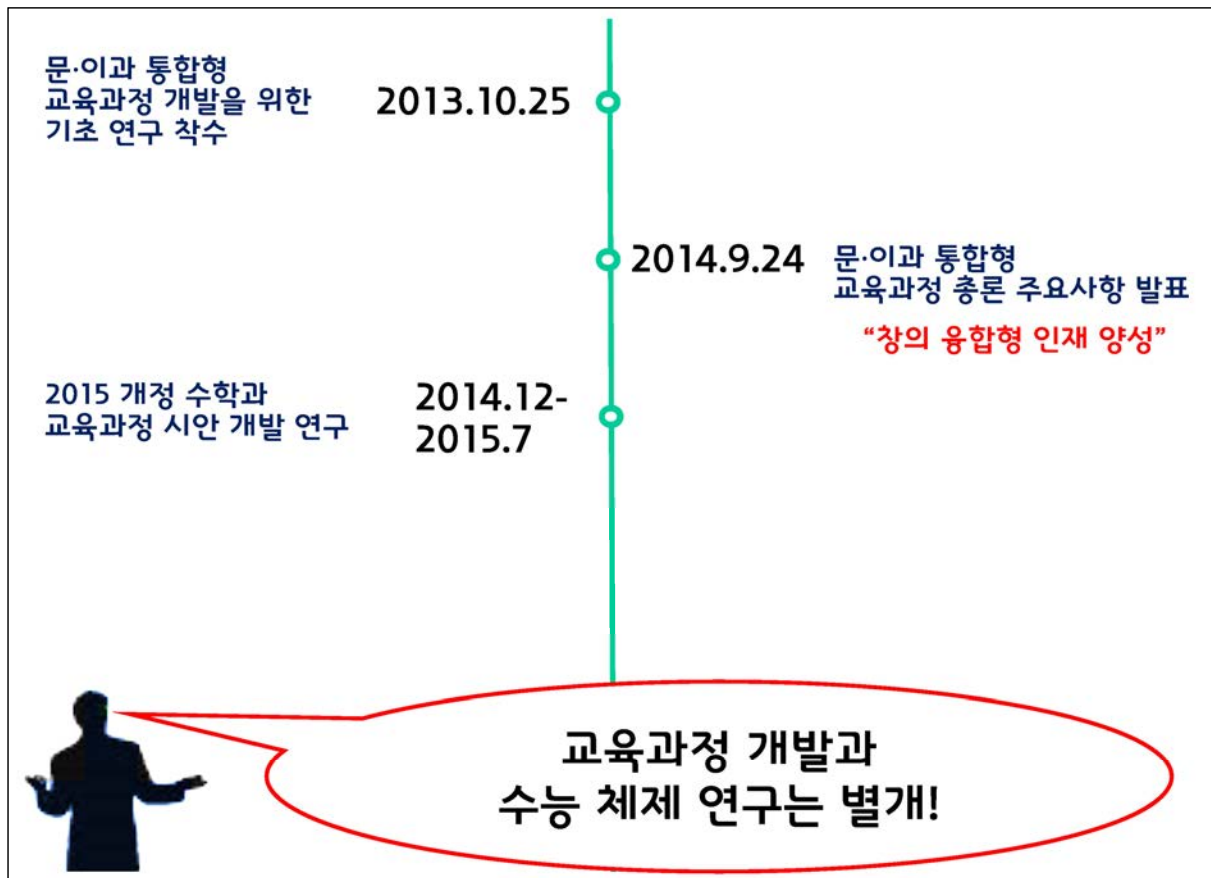 문·이과 통합형
교육과정 개발을 위한
기초 연구 착수
2013.10.25
2014.9.24
문·이과 통합형
교육과정 총론 주요사항 발표
“창의 융합형 인재 양성”
2015 개정 수학과
교육과정 시안 개발 연구
2014.12-
2015.7
교육과정 개발과
수능 체제 연구는 별개!